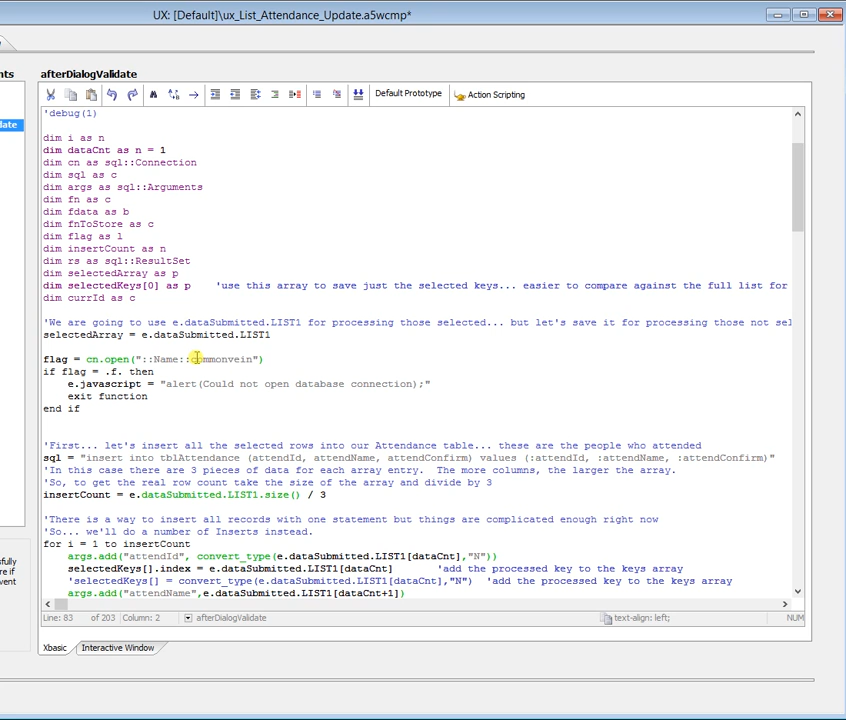 UX: [Default]\ux_List_Attendance_Update.a5wcmp*
nts
afterDialogValidate
Default Prototype
Action Scripting
date
'debug(1)
dim i as n
dim dataCnt as n = 1
dim cn as sql::Connection
dim sql as c
dim args as sql::Arguments
dim fn as c
dim fdata as b
dim fnToStore as c
dim flag as l
dim insertCount as n
dim rs as sql::ResultSet
dim selectedArray as p
dim selectedKeys[0] as p 'use this array to save just the selected keys... easier to compare against the full list for
dim currId as c
'We are going to use e.dataSubmitted.LIST1 for processing those selected... but let's save it for processing those not sel
selectedArray = e.dataSubmitted.LIST1
flag = cn.open("::Name::commonvein")
if flag = .f. then
e.javascript = "alert(Could not open database connection);"
exit function
end if
'First... let's insert all the selected rows into our Attendance table... these are the people who attended
sql = "insert into tblAttendance (attendId, attendName, attendConfirm) values (:attendId, :attendName, :attendConfirm)"
'In this case there are 3 pieces of data for each array entry. The more columns, the larger the array.
'So, to get the real row count take the size of the array and divide by 3
insertCount = e.dataSubmitted.LIST1.size() / 3
'There is a way to insert all records with one statement but things are complicated enough right now
'So... we'll do a number of Inserts instead.
for i = 1 to insertCount
args.add("attendId", convert_type(e.dataSubmitted.LIST1[dataCnt],"N"))
selectedKeys[].index = e.dataSubmitted.LIST1[dataCnt] 'add the processed key to the keys array
'selectedKeys[] = convert_type(e.dataSubmitted.LIST1[dataCnt],"N") 'add the processed key to the keys array
args.add("attendName",e.dataSubmitted.LIST1[dataCnt+1])
sfully
re if
vent
Line: 83 of 203 Column: 2 afterDialogValidate text-align: left; NUM
Xbasic Interactive Window